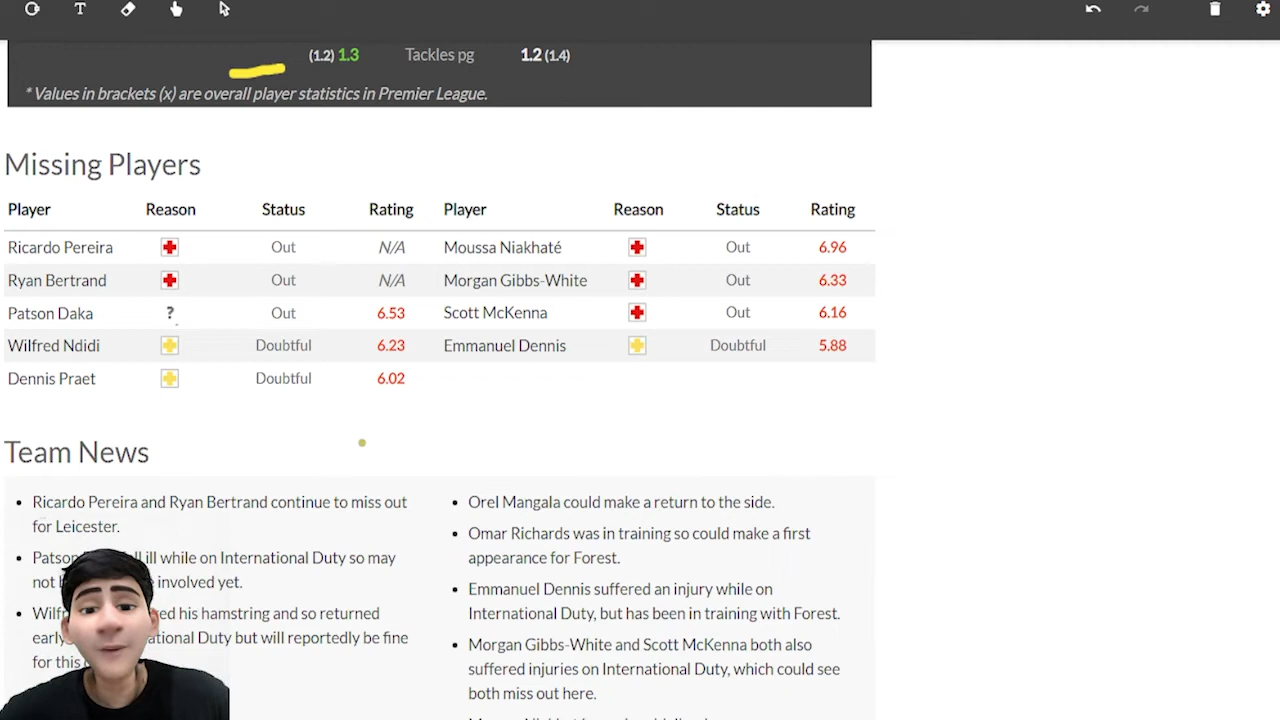 T
(1.2) 1.3 Tackles pg 1.2 (1.4)
* Values in brackets (x) are overall player statistics in Premier League.
Missing Players
Player Reason Status Rating Player Reason Status Rating
Ricardo Pereira Out N/A Moussa Niakhaté Out 6.96
Ryan Bertrand Out N/A Morgan Gibbs-White Out 6.33
Patson Daka ? Out 6.53 Scott McKenna Out 6.16
Wilfred Ndidi Doubtful 6.23 Emmanuel Dennis Doubtful 5.88
Dennis Praet Doubtful 6.02
Team News
• Ricardo Pereira and Ryan Bertrand continue to miss out
for Leicester.
• Patson ill while on International Duty so may
not involved yet.
• his hamstring and so returned
early Duty but will reportedly be fine
for this
• Orel Mangala could make a return to the side.
• Omar Richards was in training so could make a first
appearance for Forest.
• Emmanuel Dennis suffered an injury while on
International Duty, but has been in training with Forest.
• Morgan Gibbs-White and Scott McKenna both also
suffered injuries on International Duty, which could see
both miss out here.